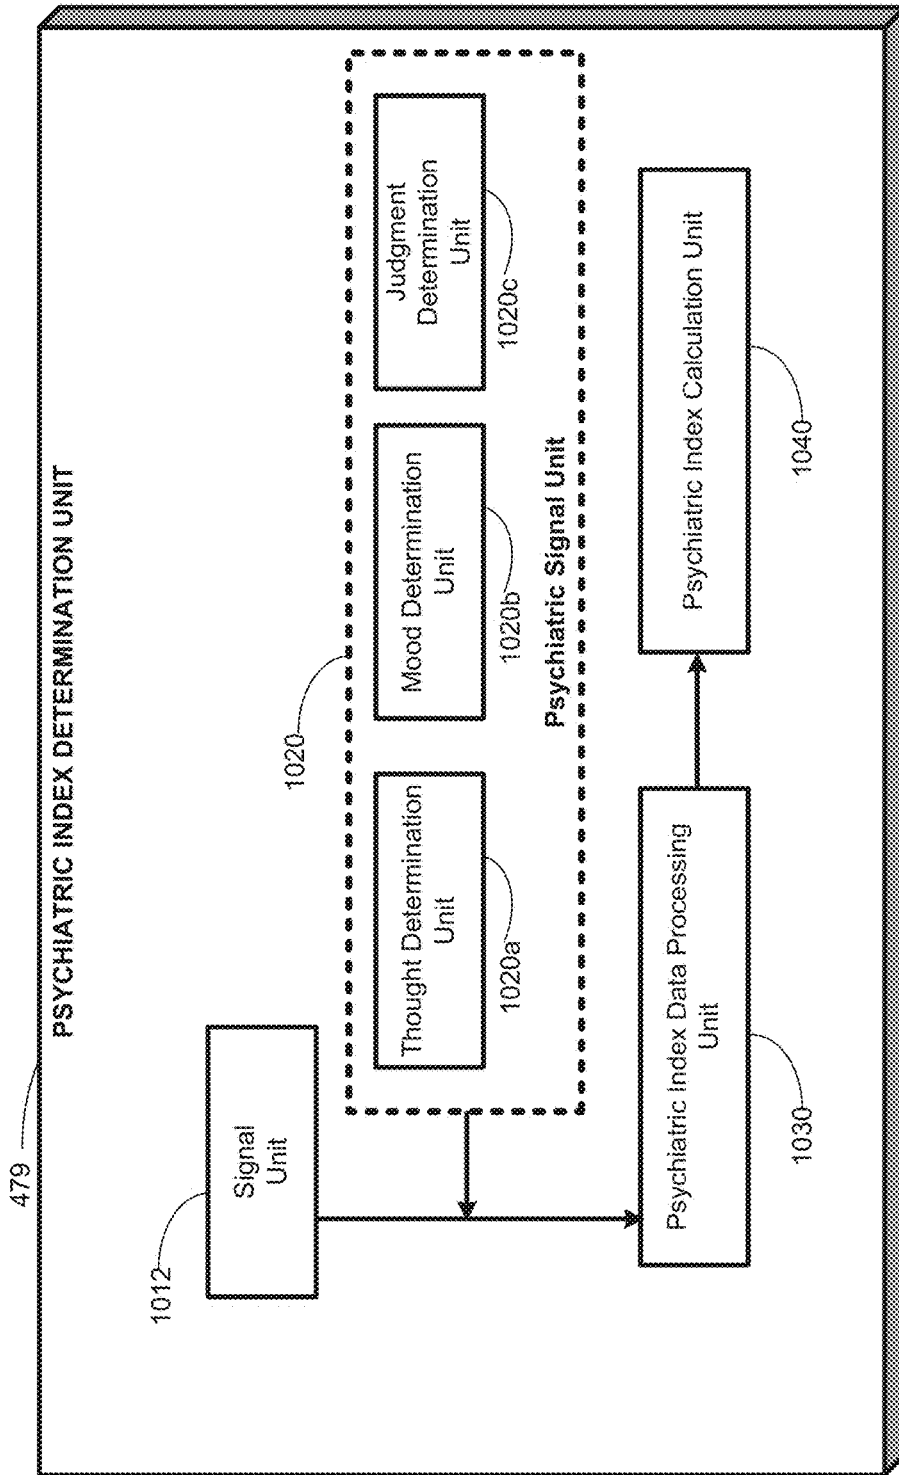 479
PSYCHIATRIC INDEX DETERMINATION UNIT
1012
Signal
Unit
1020
Thought Determination
Unit
1020a
Mood Determination
Unit
1020b
Judgment
Determination
Unit
1020c
Psychiatric Signal Unit
Psychiatric Index Data Processing
Unit
1030
Psychiatric Index Calculation Unit
1040